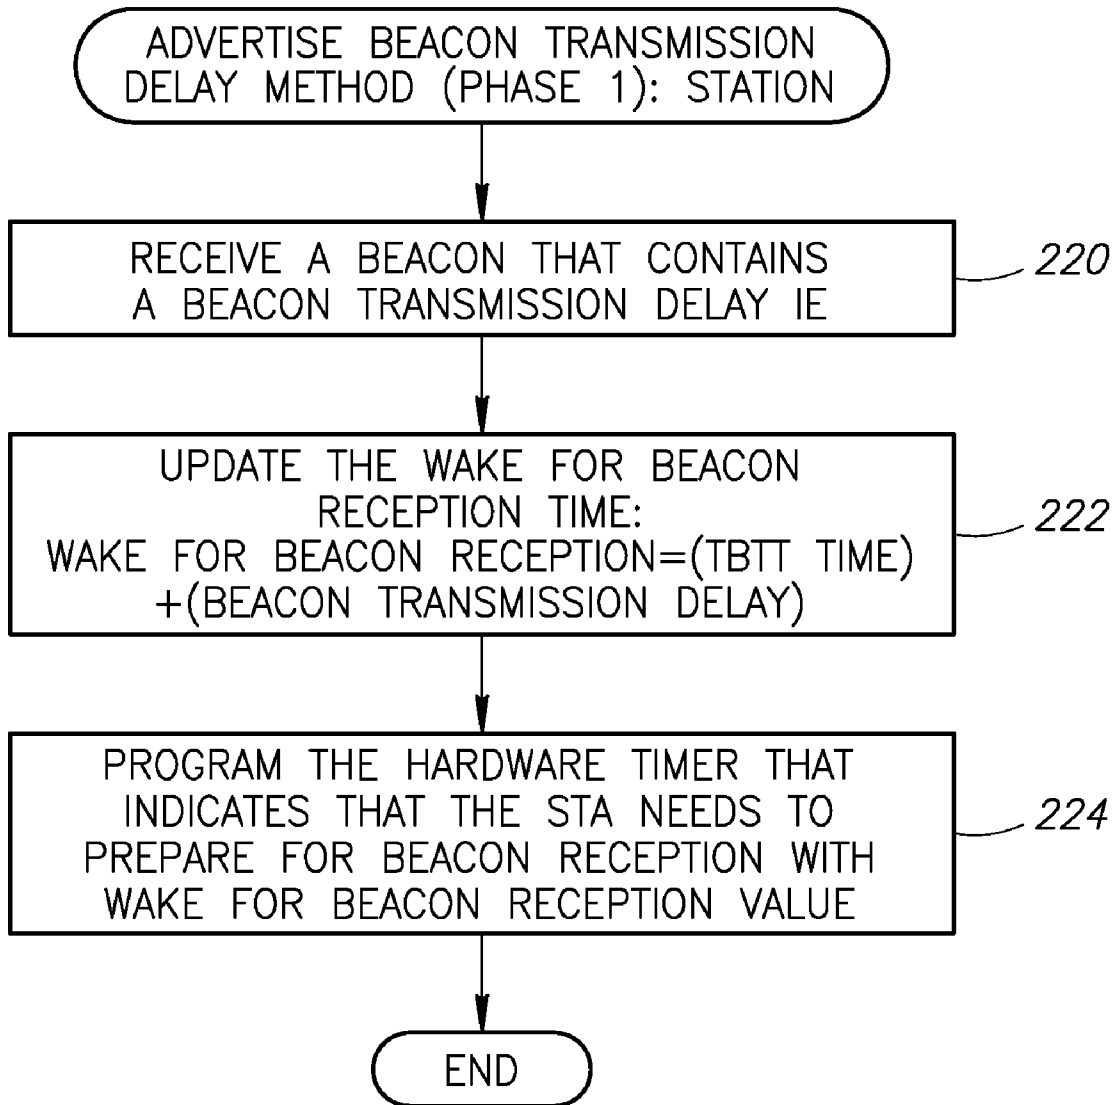 ADVERTISE BEACON TRANSMISSION
DELAY METHOD (PHASE 1): STATION
RECEIVE A BEACON THAT CONTAINS
A BEACON TRANSMISSION DELAY IE
220
UPDATE THE WAKE FOR BEACON
RECEPTION TIME:
WAKE FOR BEACON RECEPTION=(TBTT TIME)
+(BEACON TRANSMISSION DELAY)
222
PROGRAM THE HARDWARE TIMER THAT
INDICATES THAT THE STA NEEDS TO
PREPARE FOR BEACON RECEPTION WITH
WAKE FOR BEACON RECEPTION VALUE
224
END